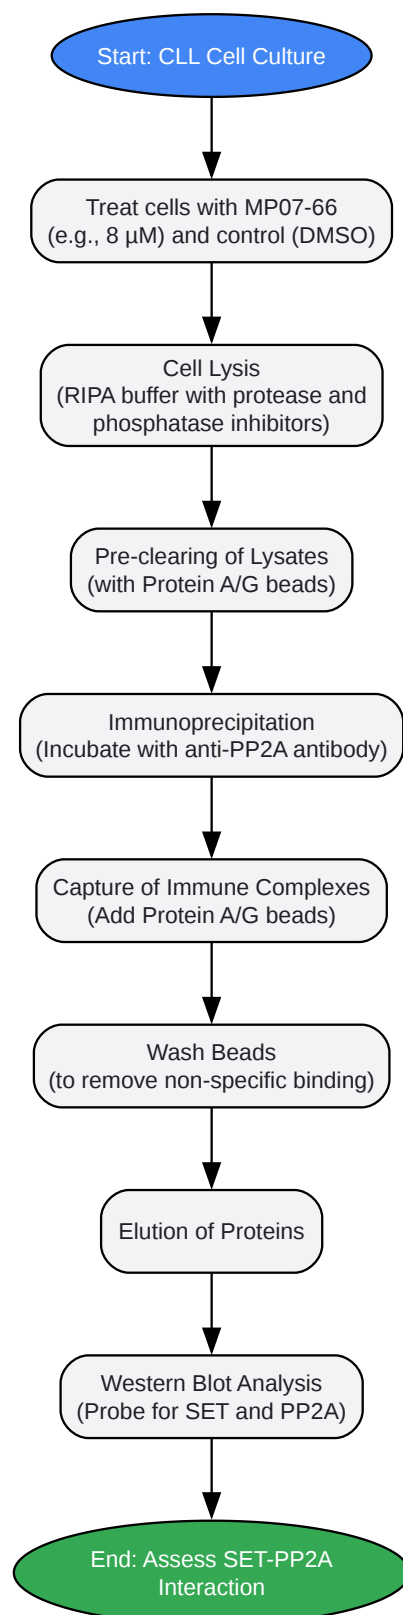 Start: CLL Cell Culture
Treat cells with MP07-66
(e.g., 8 µM) and control (DMSO)
Cell Lysis
(RIPA buffer with protease and
phosphatase inhibitors)
Pre-clearing of Lysates
(with Protein A/G beads)
Immunoprecipitation
(Incubate with anti-PP2A antibody)
Capture of Immune Complexes
(Add Protein A/G beads)
Wash Beads
(to remove non-specific binding)
Elution of Proteins
Western Blot Analysis
(Probe for SET and PP2A)
End: Assess SET-PP2A
Interaction